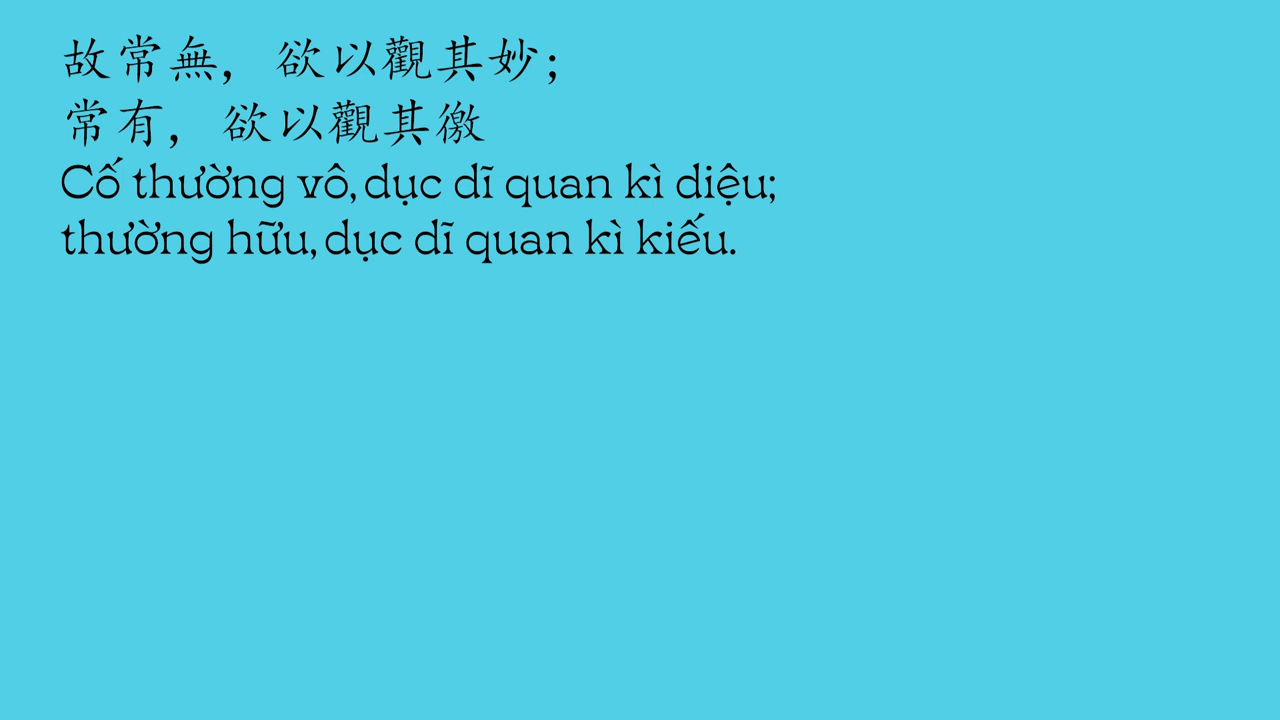 故常無，欲以觀其妙；
常有，欲以觀其徼
Cố thường vô, dục dĩ quan kì diệu;
thường hữu, dục dĩ quan kì kiếu.